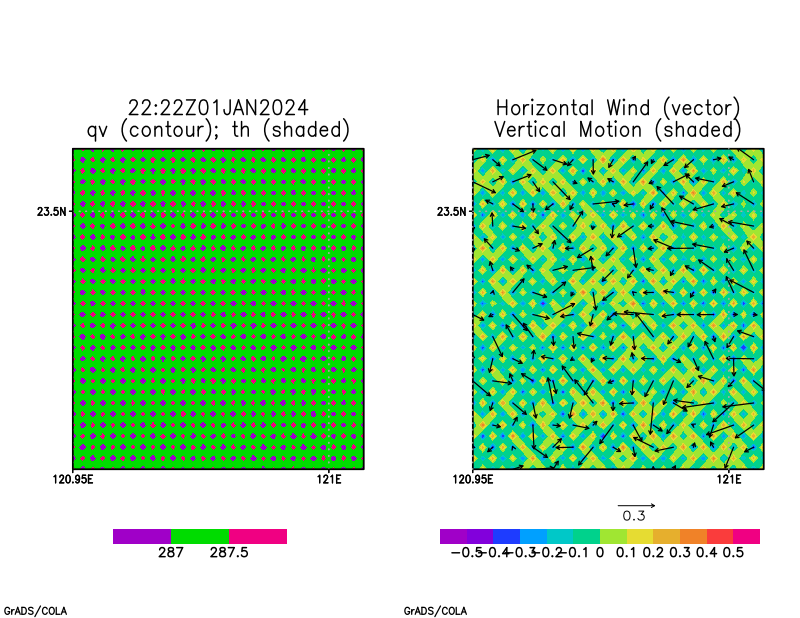 22:22Z01JAN2024
qv (contour); th (shaded)
23.5N
120.95E 121E
287 287.5
GrADS/COLA
Horizontal Wind (vector)
Vertical Motion (shaded)
23.5N
120.95E 121E
0.3
-0.5 -0.4 -0.3 -0.2 -0.1 0 0.1 0.2 0.3 0.4 0.5
GrADS/COLA